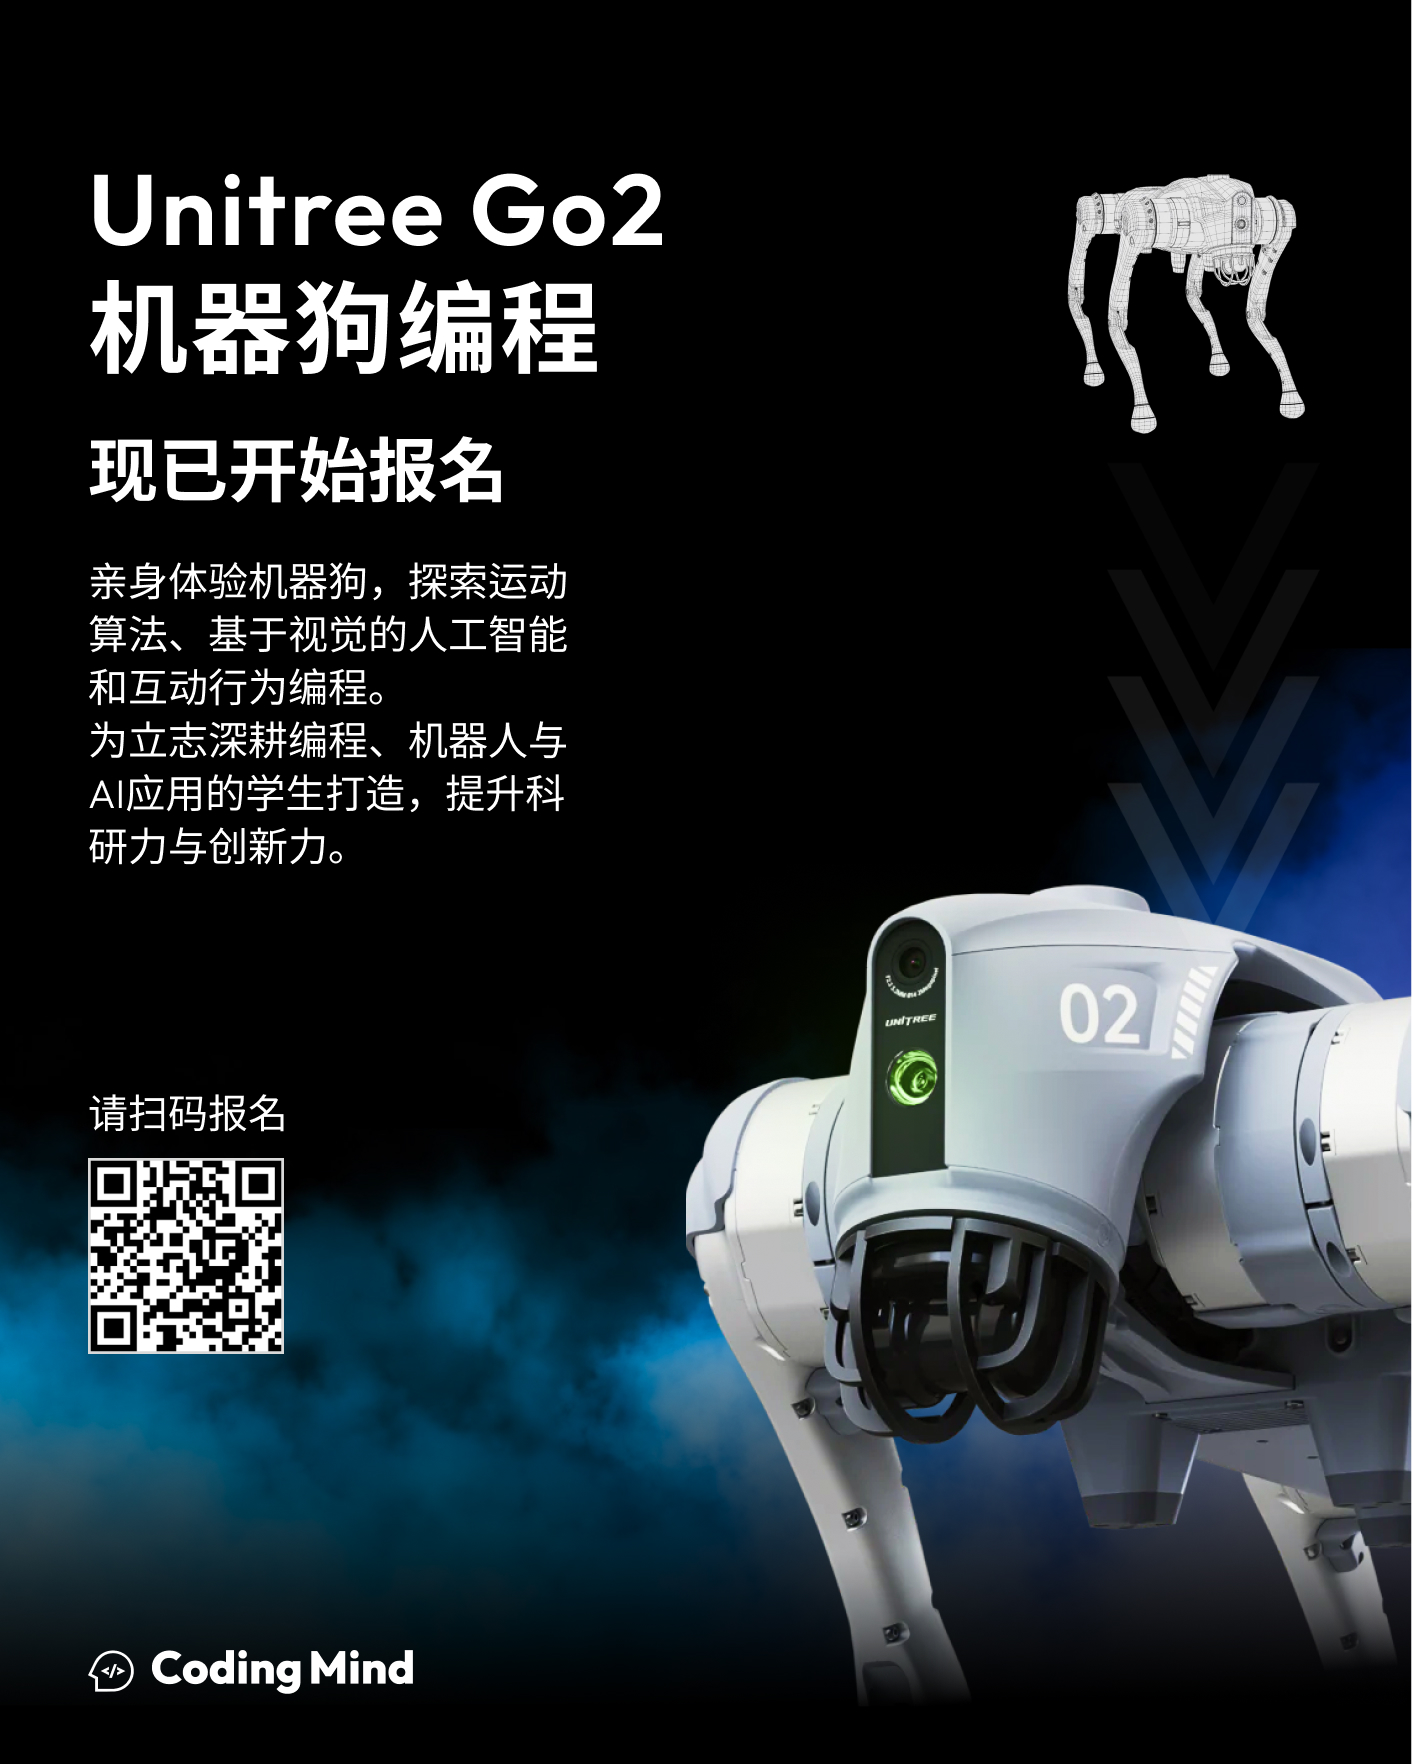 Unitree Go2
机器狗编程
现已开始报名
亲身体验机器狗，探索运动
算法、基于视觉的人工智能
和互动行为编程。
为立志深耕编程、机器人与
AI应用的学生打造，提升科
研力与创新力。
UNITREE
02
请扫码报名
</>
Coding Mind